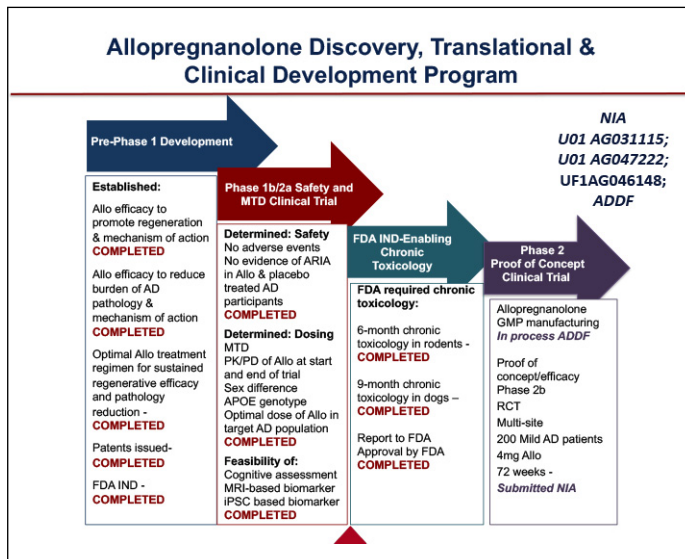 Allopregnanolone Discovery, Translational &
Clinical Development Program
NIA
U01 AG031115;
U01 AG047222;
UF1AG046148;
ADDF
Pre-Phase 1 Development
Established:
Allo efficacy to
promote regeneration
& mechanism of action
COMPLETED
Allo efficacy to reduce
burden of AD
pathology &
mechanism of action
COMPLETED
Optimal Allo treatment
regimen for sustained
regenerative efficacy
and pathology
reduction -
COMPLETED
Patents issued-
COMPLETED
FDA IND -
COMPLETED
Phase 1b/2a Safety and
MTD Clinical Trial
Determined: Safety
No adverse events
No evidence of ARIA
in Allo & placebo
treated AD
participants
COMPLETED
Determined: Dosing
MTD
PK/PD of Allo at start
and end of trial
Sex difference
APOE genotype
Optimal dose of Allo in
target AD population
COMPLETED
Feasibility of:
Cognitive assessment
MRI-based biomarker
iPSC based biomarker
COMPLETED
FDA IND-Enabling
Chronic
Toxicology
FDA required chronic
toxicology:
6-month chronic
toxicology in rodents -
COMPLETED
9-month chronic
toxicology in dogs –
COMPLETED
Report to FDA
Approval by FDA
COMPLETED
Phase 2
Proof of Concept
Clinical Trial
Allopregnanolone
GMP manufacturing
In process ADDF
Proof of
concept/efficacy
Phase 2b
RCT
Multi-site
200 Mild AD patients
4mg Allo
72 weeks -
Submitted NIA